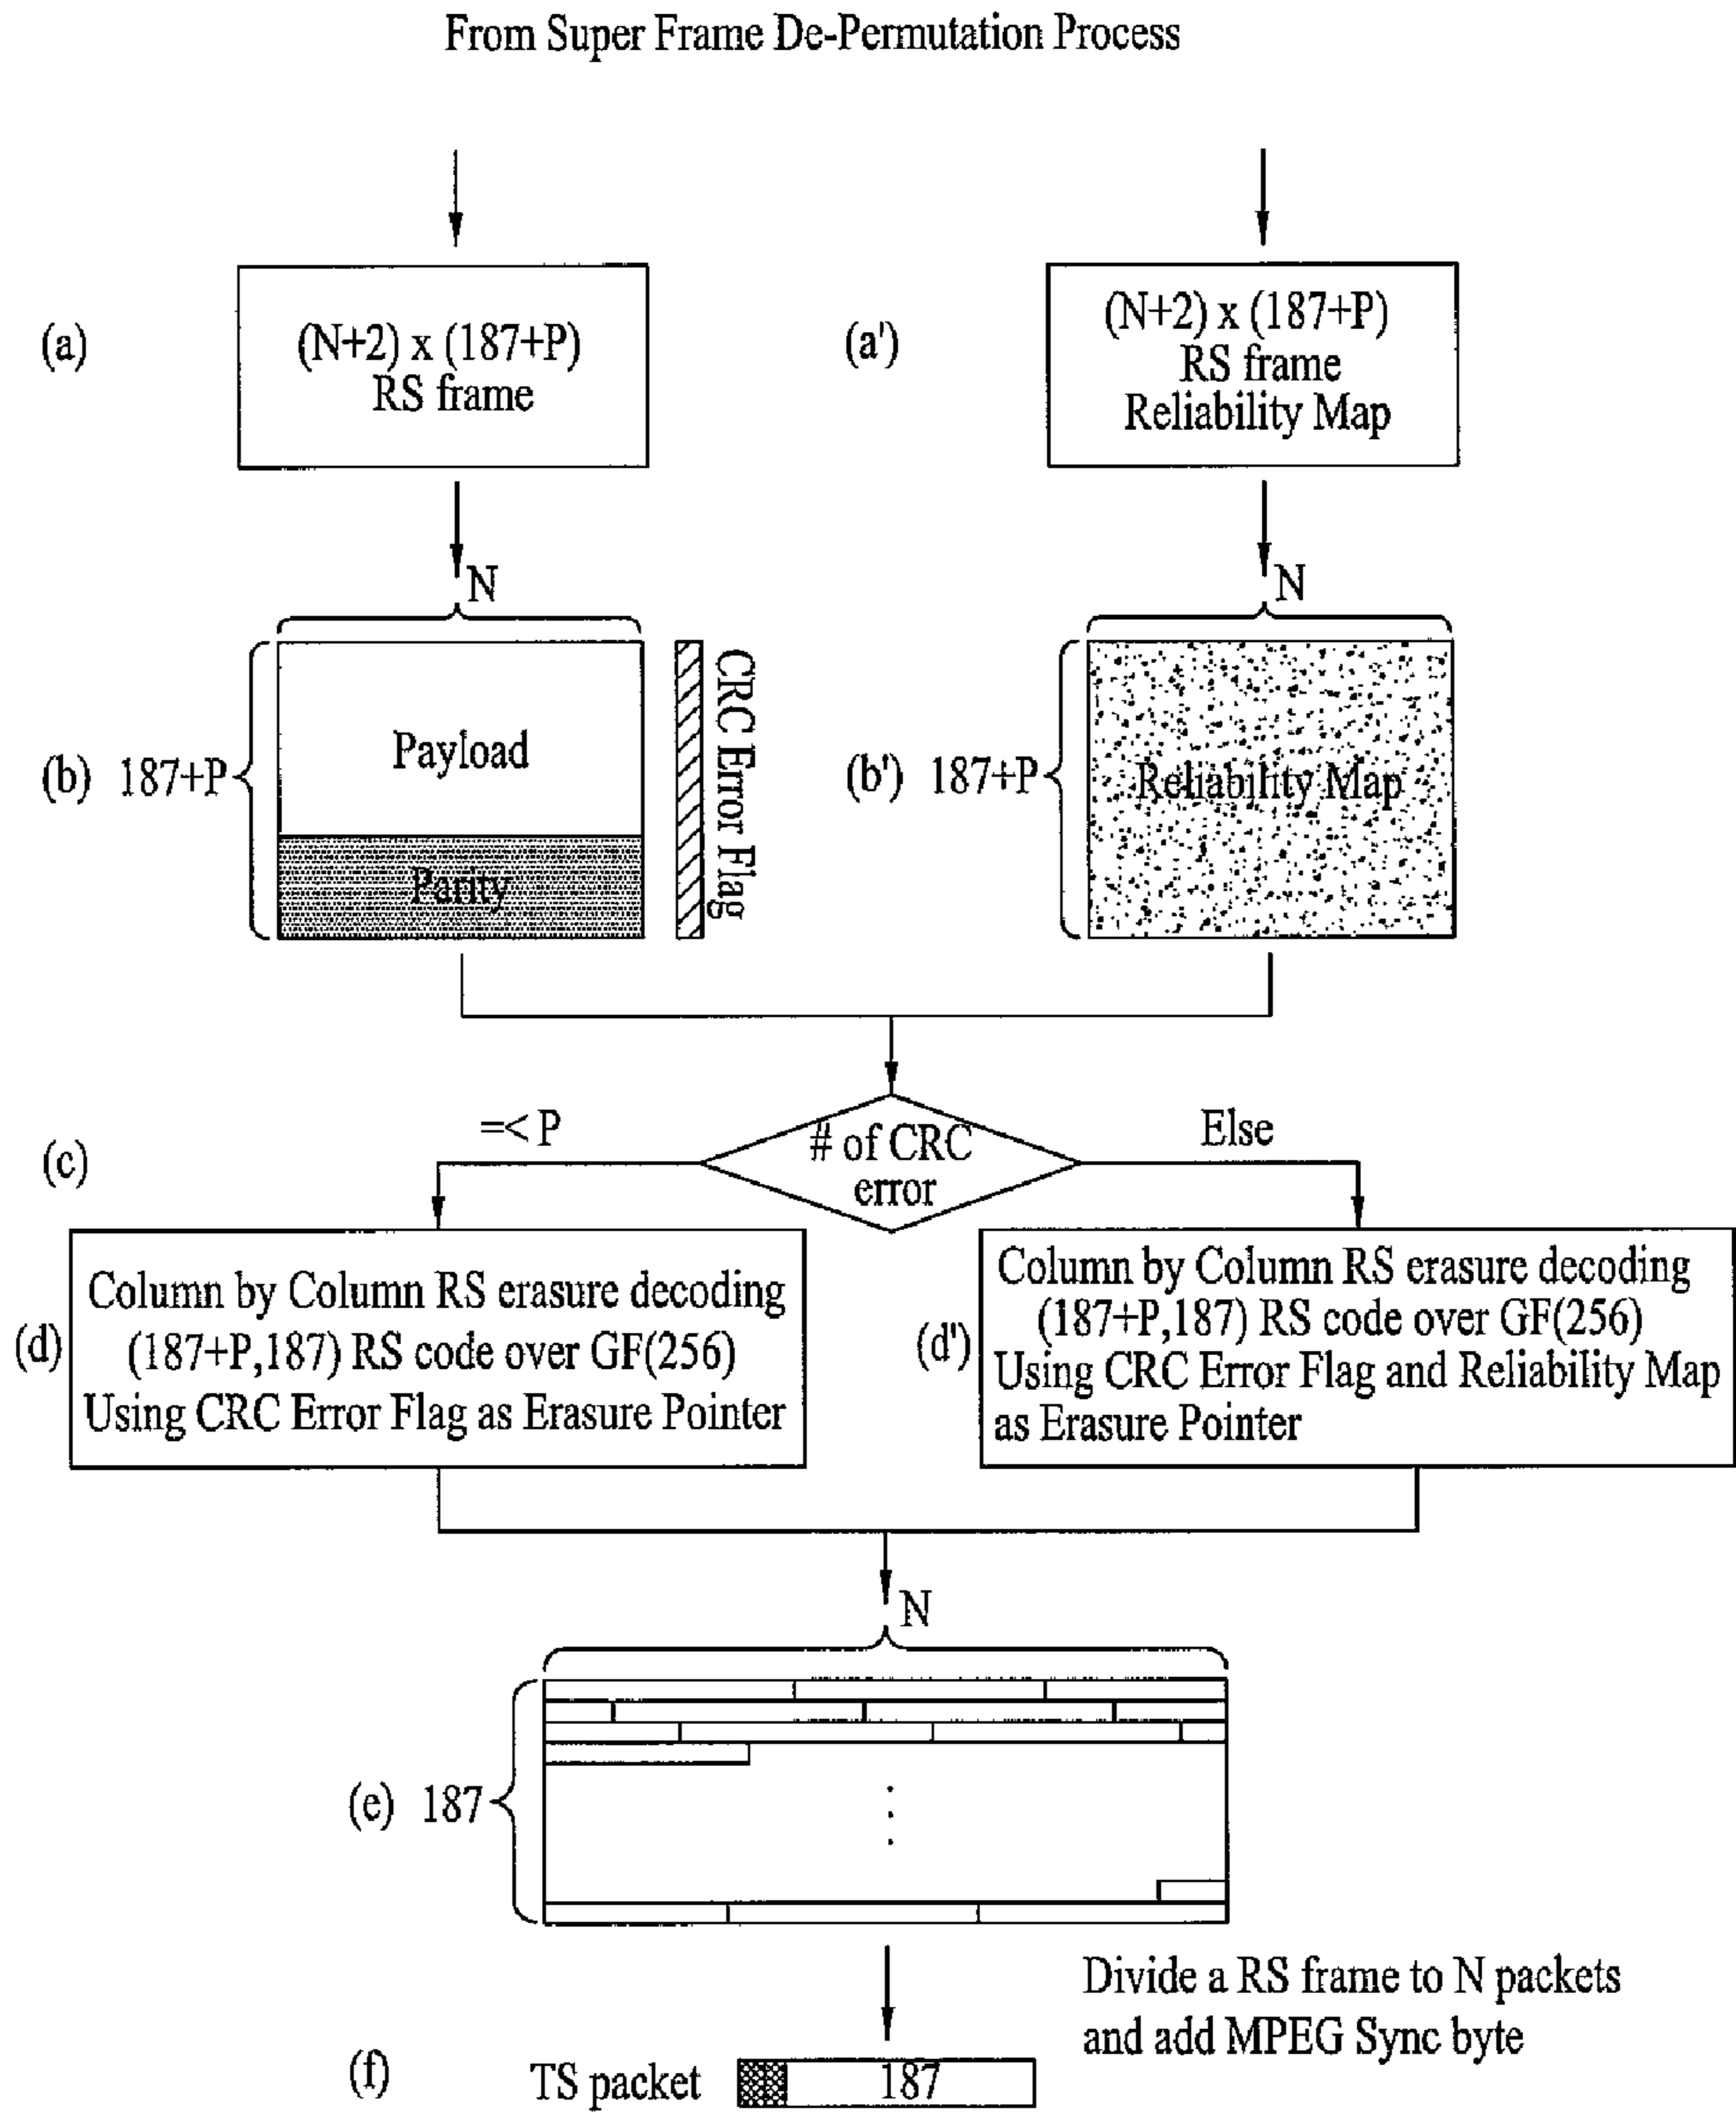 From Super Frame De-Permutation Process
(a)
(N+2) x (187+P)
RS frame
(a')
(N+2) x (187+P)
RS frame
Reliability Map
N
N
(b) 187+P
Payload
Parity
CRC Error Flag
(b') 187+P
Reliability Map
(c)
=< P
# of CRC
error
Else
(d)
Column by Column RS erasure decoding
(187+P,187) RS code over GF(256)
Using CRC Error Flag as Erasure Pointer
(d')
Column by Column RS erasure decoding
(187+P,187) RS code over GF(256)
Using CRC Error Flag and Reliability Map
as Erasure Pointer
N
(e) 187
Divide a RS frame to N packets
and add MPEG Sync byte
(f)
TS packet
187